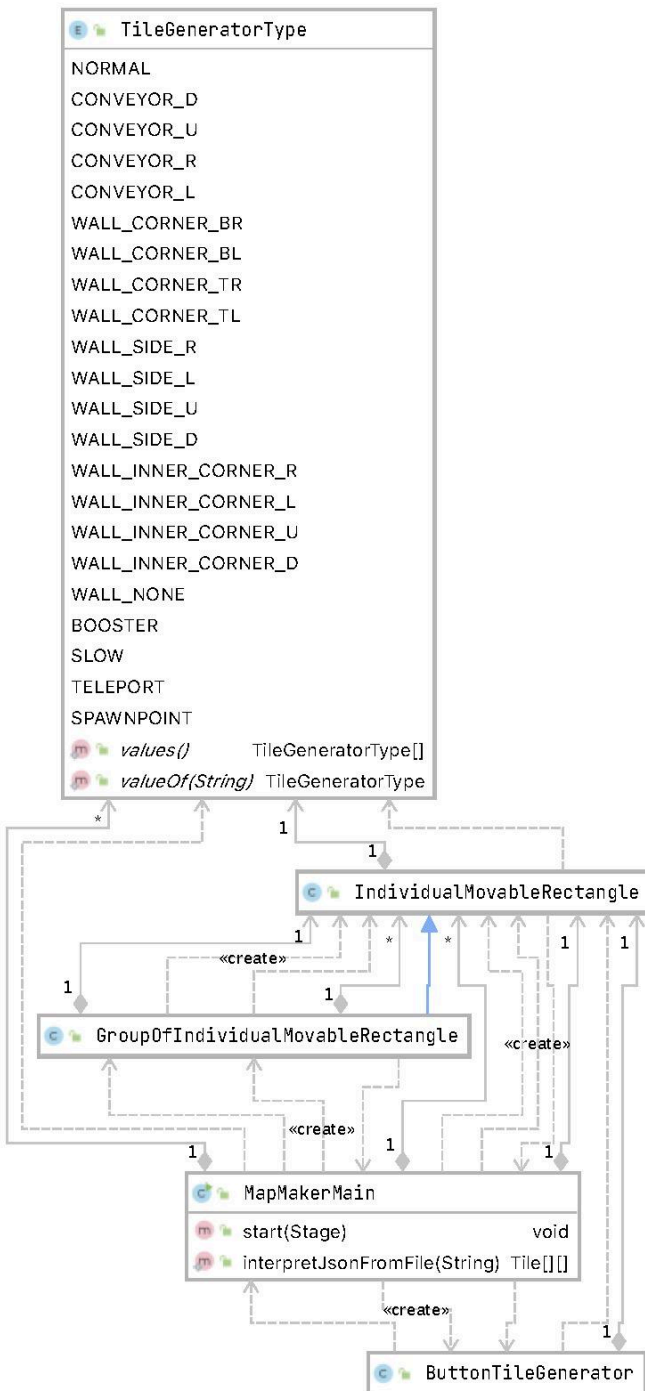 TileGeneratorType
NORMAL
CONVEYOR_D
CONVEYOR_U
CONVEYOR_R
CONVEYOR_L
WALL_CORNER_BR
WALL_CORNER_BL
WALL_CORNER_TR
WALL_CORNER_TL
WALL_SIDE_R
WALL_SIDE_L
WALL_SIDE_U
WALL_SIDE_D
WALL_INNER_CORNER_R
WALL_INNER_CORNER_L
WALL_INNER_CORNER_U
WALL_INNER_CORNER_D
WALL_NONE
BOOSTER
SLOW
TELEPORT
SPAWNPOINT
values() TileGeneratorType[]
valueOf(String) TileGeneratorType
* 1
1
IndividualMovableRectangle
1 * * 1 1
«create»
1 1
GroupOfIndividualMovableRectangle
«create»
«create»
1 1 1
MapMakerMain
start(Stage) void
interpretJsonFromFile(String) Tile[][]
«create»
1
ButtonTileGenerator